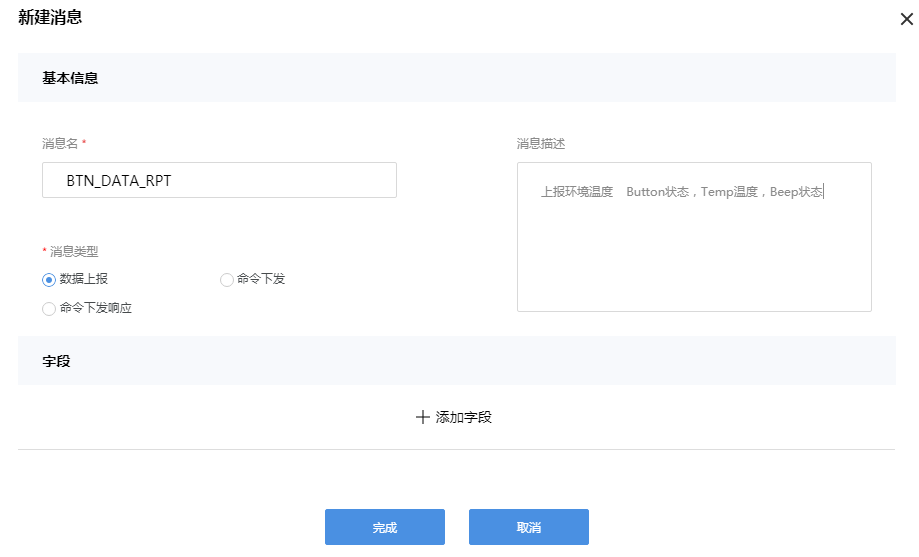 新建消息
基本信息
消息名 *
BTN_DATA_RPT
消息描述
上报环境温度 Button状态，Temp温度，Beep状态
* 消息类型
数据上报
命令下发
命令下发响应
字段
添加字段
完成
取消